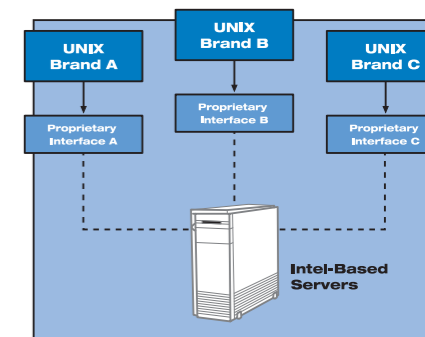 UNIX
Brand A
UNIX
Brand B
UNIX
Brand C
Proprietary
Interface A
Proprietary
Interface B
Proprietary
Interface C
Intel-Based
Servers